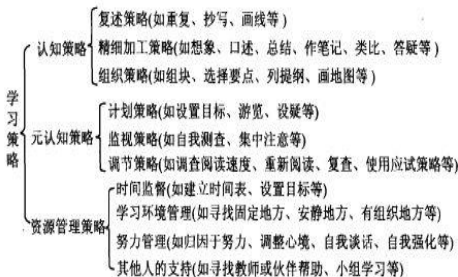 学习策略
认知策略
复述策略(如重复、抄写、画线等)
精细加工策略(如想象、口述、总结、作笔记、类比、答疑等)
组织策略(如组块、选择要点、列提纲、画地图等)
元认知策略
计划策略(如设置目标、游览、设疑等)
监视策略(如自我测查、集中注意等)
调节策略(如调查阅读速度、重新阅读、复查、使用应试策略等)
资源管理策略
时间监督(如建立时间表、设置目标等)
学习环境管理(如寻找固定地方、安静地方、有组织地方等)
努力管理(如归因于努力、调整心境、自我谈话、自我强化等)
其他人的支持(如寻找教师或伙伴帮助、小组学习等)